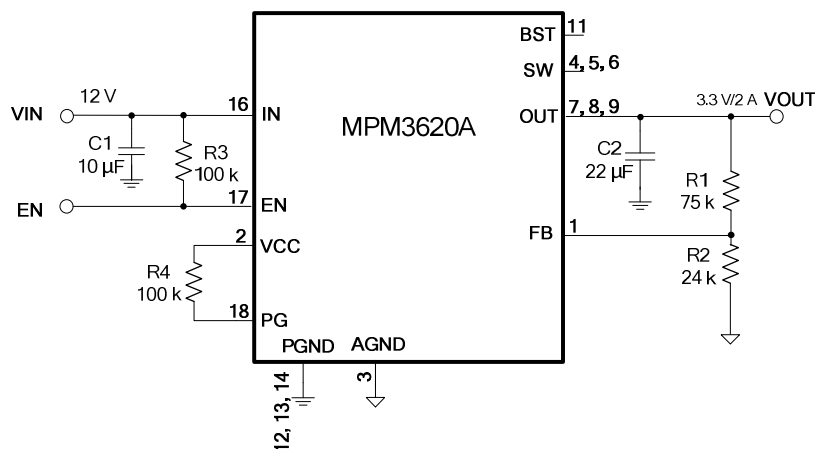 BST 11
SW 4, 5, 6
VIN 12 V 16 IN MPM3620A OUT 7, 8, 9 3.3 V/2 A VOUT
C1
10 µF
R3
100 k
C2
22 µF
R1
75 k
EN 17 EN
2 VCC
FB 1
R4
100 k
R2
24 k
18 PG
PGND AGND
12, 13, 14
3